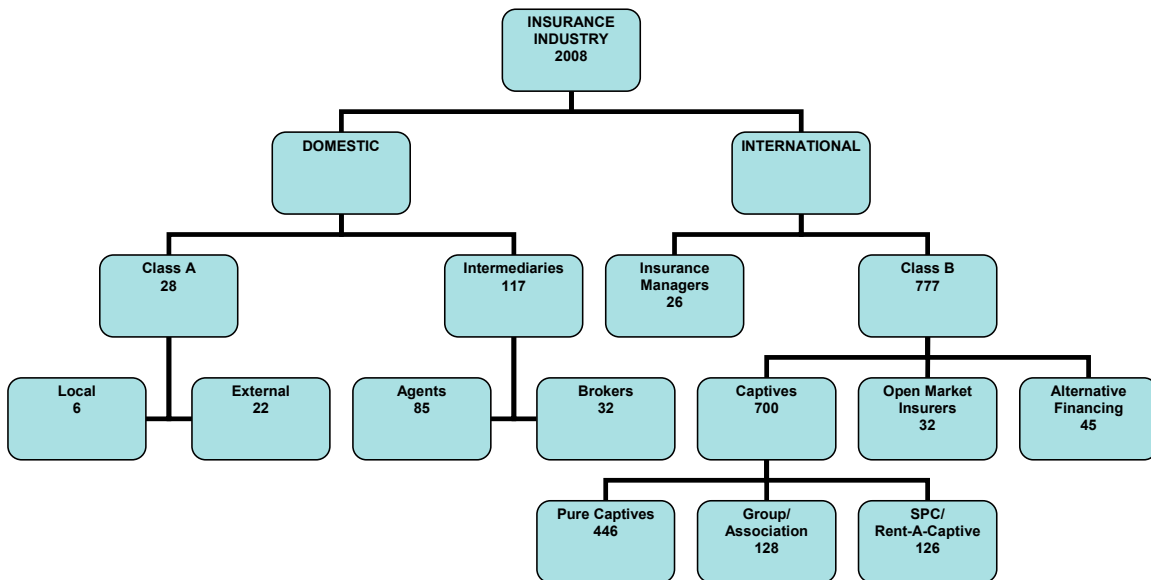 INSURANCE
INDUSTRY
2008
DOMESTIC
INTERNATIONAL
Class A
28
Intermediaries
117
Insurance
Managers
26
Class B
777
Local
6
External
22
Agents
85
Brokers
32
Captives
700
Open Market
Insurers
32
Alternative
Financing
45
Pure Captives
446
Group/
Association
128
SPC/
Rent-A-Captive
126